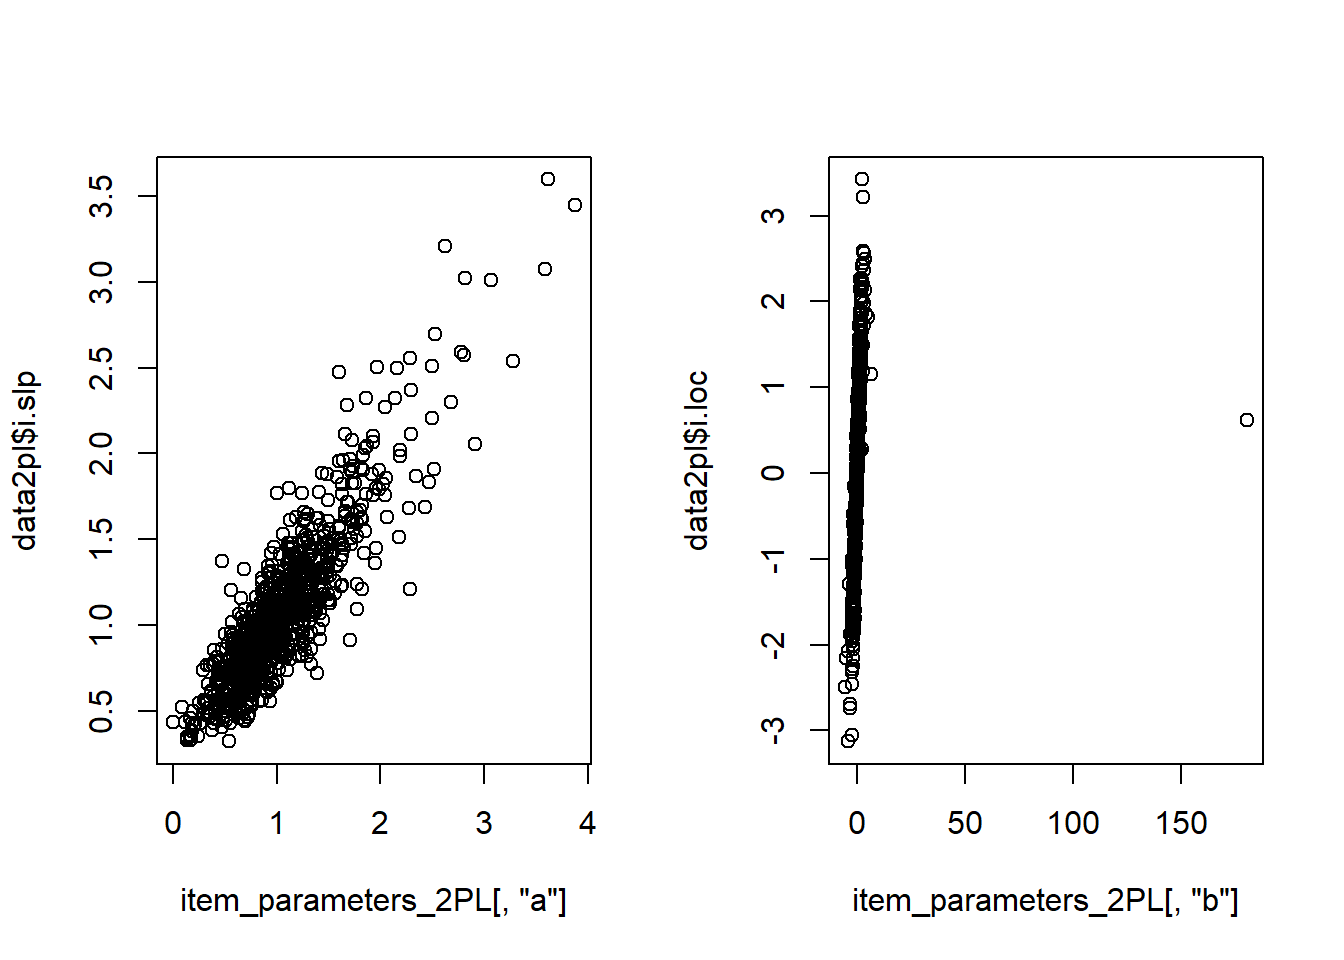 data2pl$i.slp
3.5
3.0
2.5
2.0
1.5
1.0
0.5
0 1 2 3 4
item_parameters_2PL[, "a"]
data2pl$i.loc
3
2
1
0
-1
-2
-3
0 50 100 150
item_parameters_2PL[, "b"]